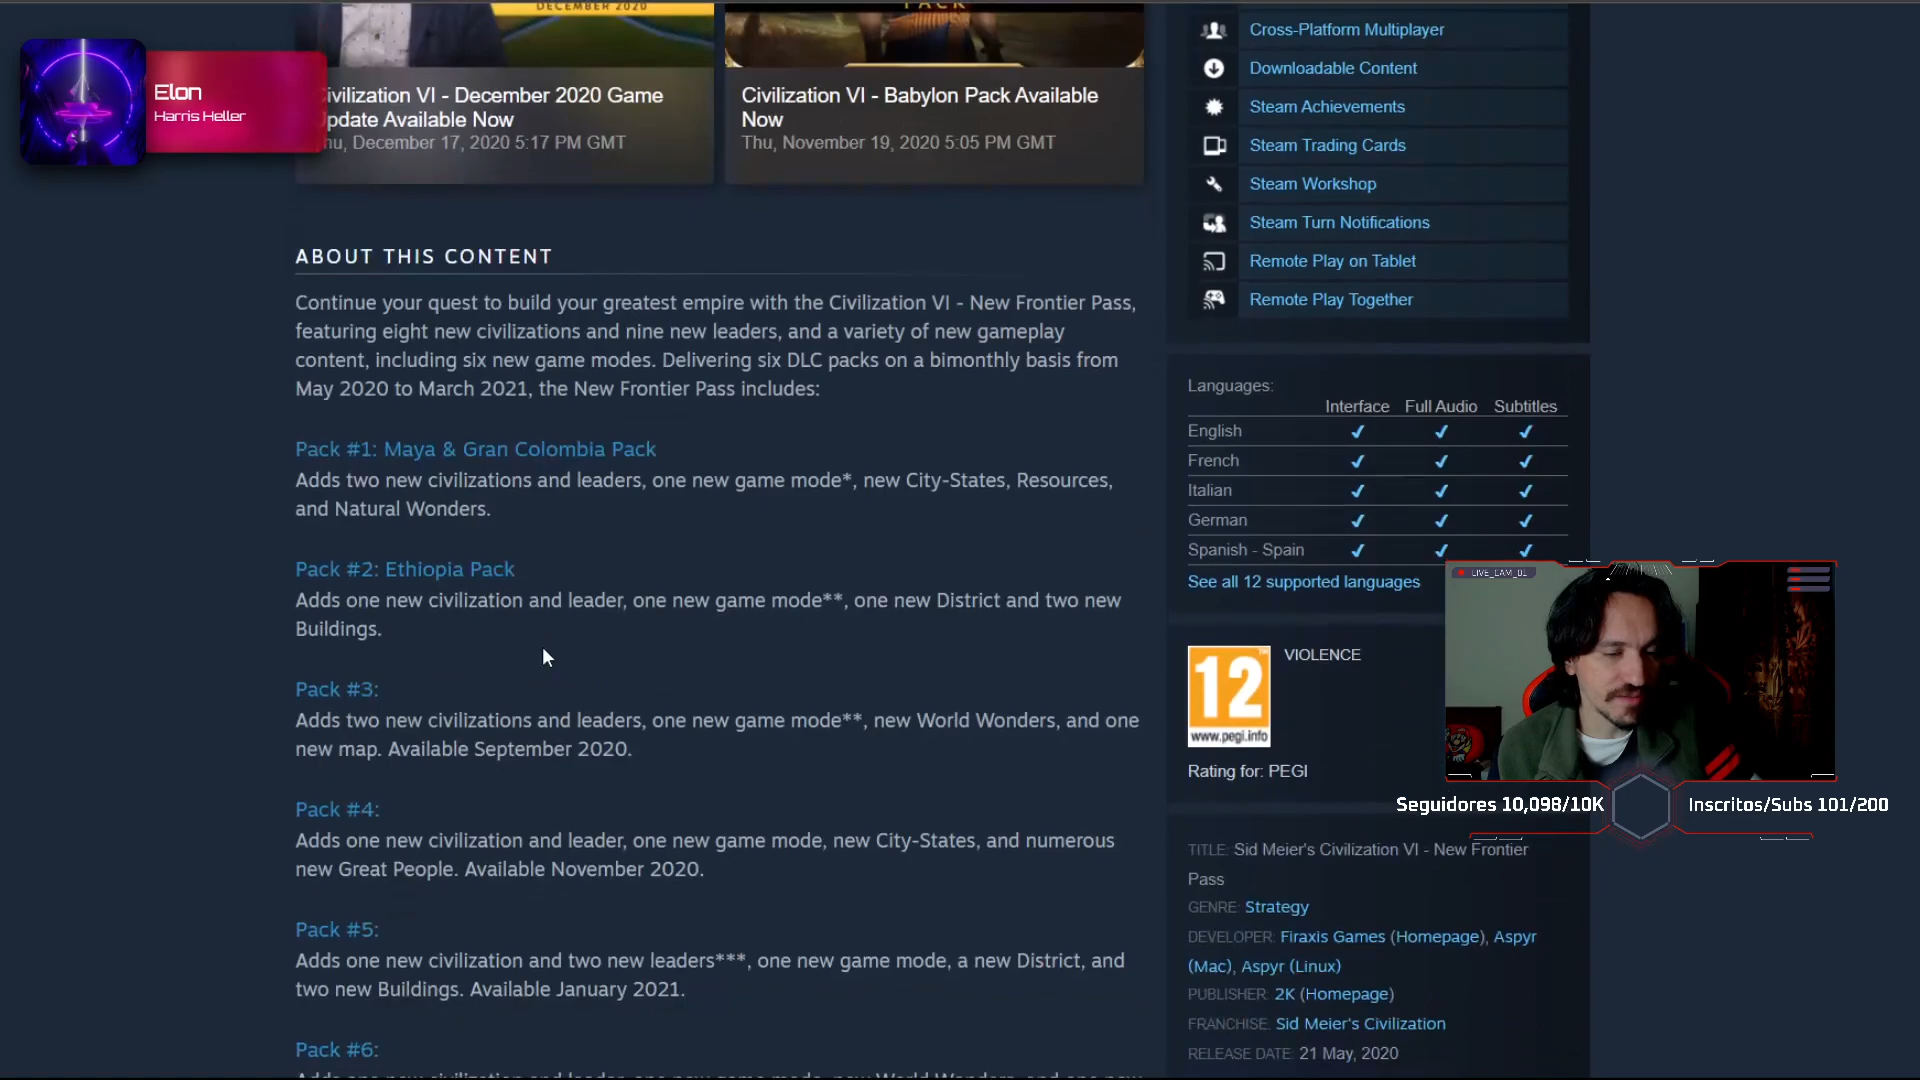 DECEMBER 2020
PACK
Elon
Harris Heller
Civilization VI - December 2020 Game
Update Available Now
Thu, December 17, 2020 5:17 PM GMT
Civilization VI - Babylon Pack Available
Now
Thu, November 19, 2020 5:05 PM GMT
ABOUT THIS CONTENT
Continue your quest to build your greatest empire with the Civilization VI - New Frontier Pass,
featuring eight new civilizations and nine new leaders, and a variety of new gameplay
content, including six new game modes. Delivering six DLC packs on a bimonthly basis from
May 2020 to March 2021, the New Frontier Pass includes:
Pack #1: Maya & Gran Colombia Pack
Adds two new civilizations and leaders, one new game mode*, new City-States, Resources,
and Natural Wonders.
Pack #2: Ethiopia Pack
Adds one new civilization and leader, one new game mode**, one new District and two new
Buildings.
Pack #3:
Adds two new civilizations and leaders, one new game mode**, new World Wonders, and one
new map. Available September 2020.
Pack #4:
Adds one new civilization and leader, one new game mode, new City-States, and numerous
new Great People. Available November 2020.
Pack #5:
Adds one new civilization and two new leaders***, one new game mode, a new District, and
two new Buildings. Available January 2021.
Pack #6:
Cross-Platform Multiplayer
Downloadable Content
Steam Achievements
Steam Trading Cards
Steam Workshop
Steam Turn Notifications
Remote Play on Tablet
Remote Play Together
Languages:
Interface Full Audio Subtitles
English ✔ ✔ ✔
French ✔ ✔ ✔
Italian ✔ ✔ ✔
German ✔ ✔ ✔
Spanish - Spain ✔ ✔ ✔
See all 12 supported languages
LIVE_CAM_01
12
www.pegi.info
VIOLENCE
Rating for: PEGI
Seguidores 10,098/10K
Inscritos/Subs 101/200
TITLE: Sid Meier's Civilization VI - New Frontier
Pass
GENRE: Strategy
DEVELOPER: Firaxis Games (Homepage), Aspyr
(Mac), Aspyr (Linux)
PUBLISHER: 2K (Homepage)
FRANCHISE: Sid Meier's Civilization
RELEASE DATE: 21 May, 2020